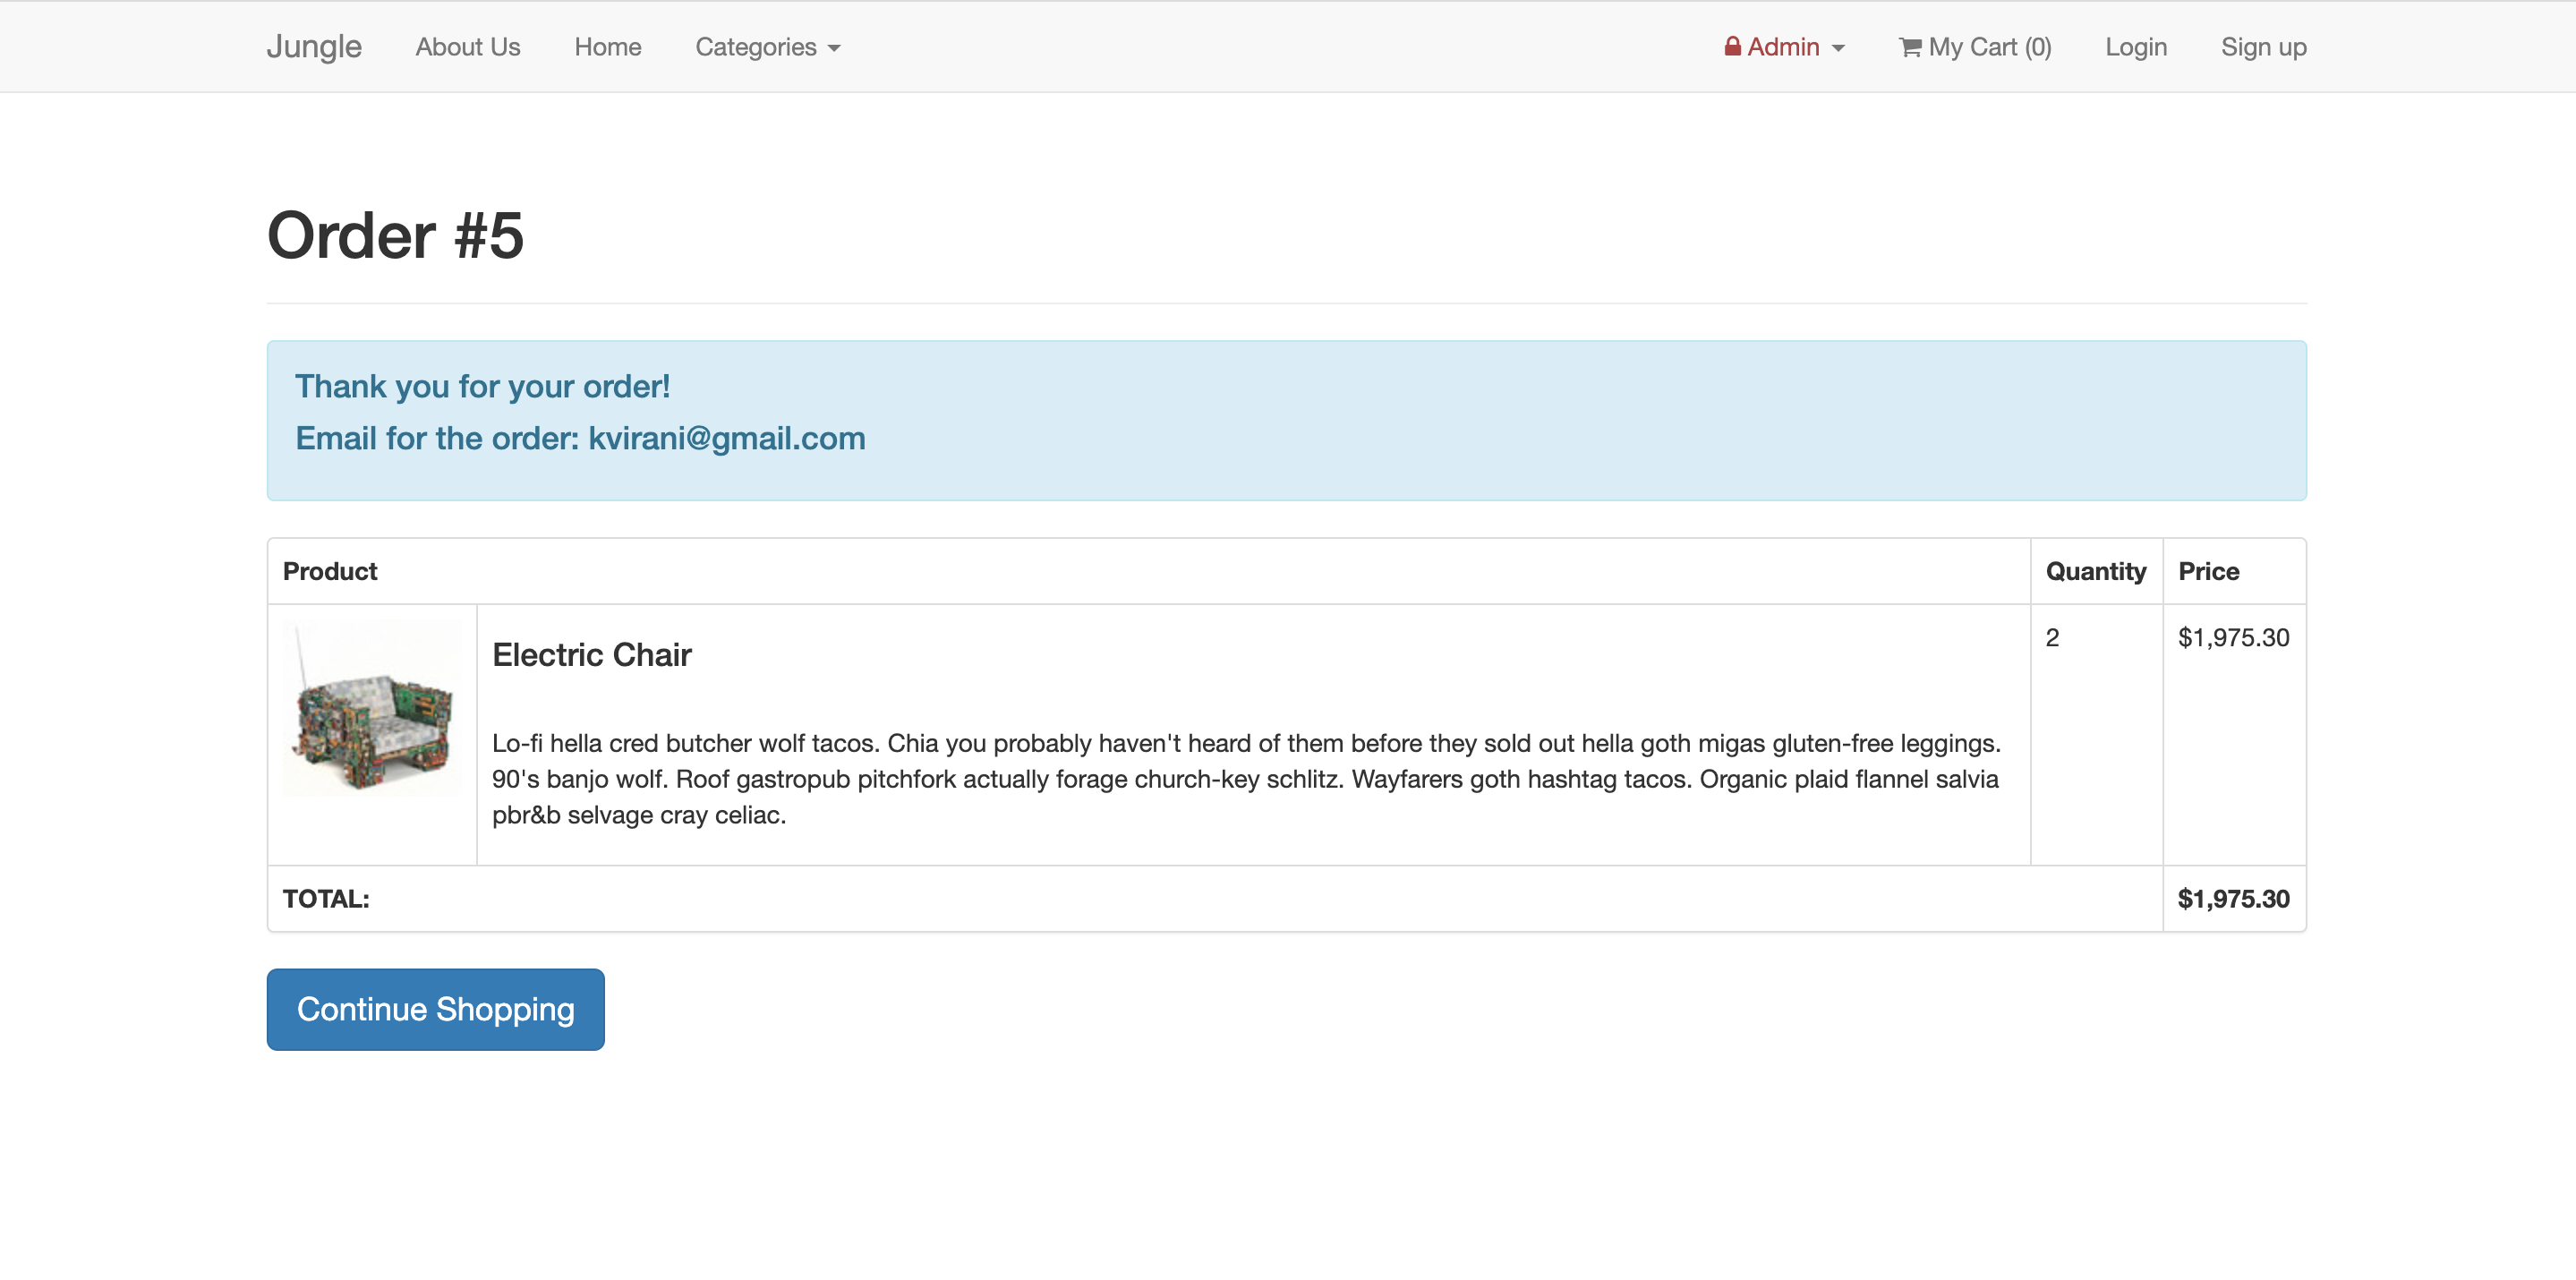 Jungle About Us Home Categories Admin My Cart (0) Login Sign up
Order #5
Thank you for your order!
Email for the order: kvirani@gmail.com
Product Quantity Price
Electric Chair 2 $1,975.30
Lo-fi hella cred butcher wolf tacos. Chia you probably haven't heard of them before they sold out hella goth migas gluten-free leggings.
90's banjo wolf. Roof gastropub pitchfork actually forage church-key schlitz. Wayfarers goth hashtag tacos. Organic plaid flannel salvia
pbr&b selvage cray celiac.
TOTAL: $1,975.30
Continue Shopping